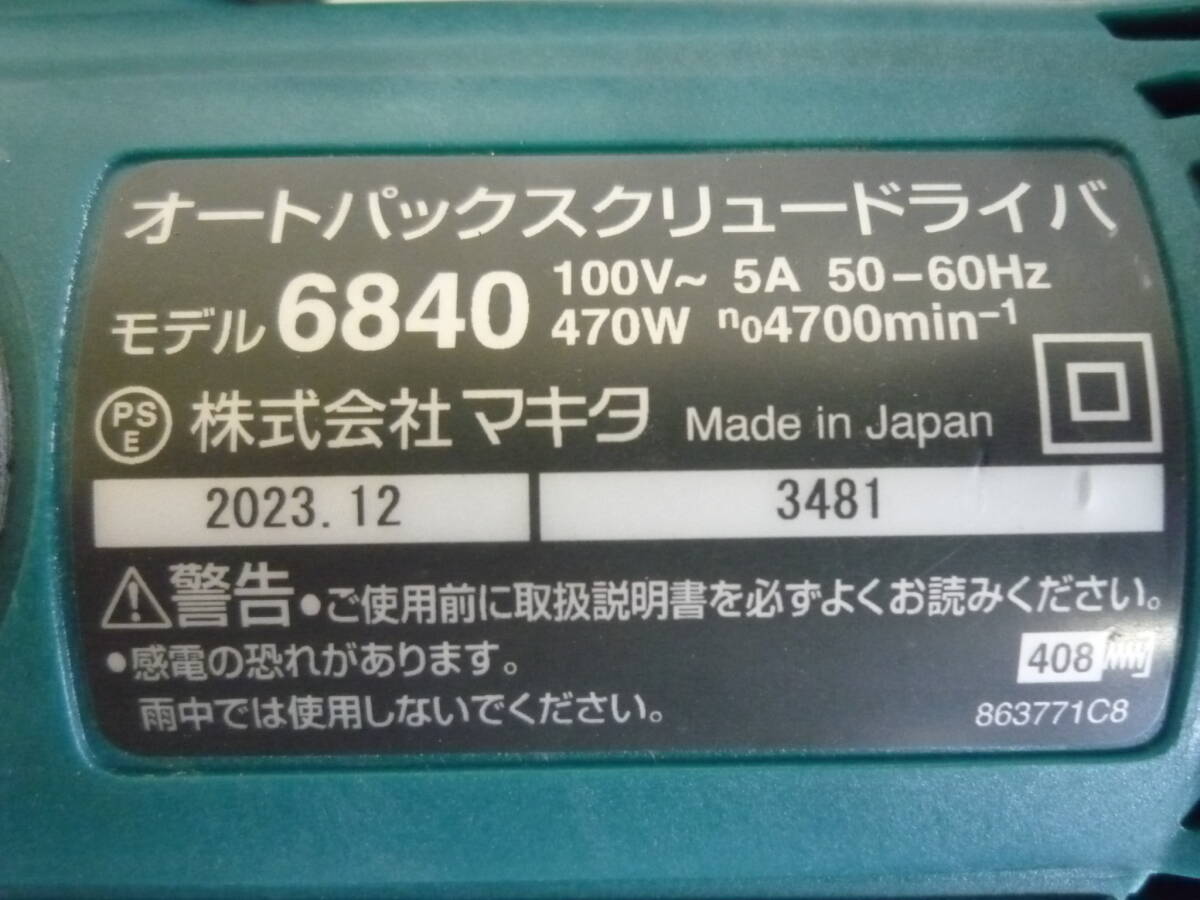 オートパックスクリュードライバ
モデル 6840 100V~ 5A 50-60Hz
470W n₀4700min⁻¹
PSE 株式会社マキタ Made in Japan
2023.12 3481
警告 ●ご使用前に取扱説明書を必ずよくお読みください。
●感電の恐れがあります。
408
雨中では使用しないでください。
863771C8